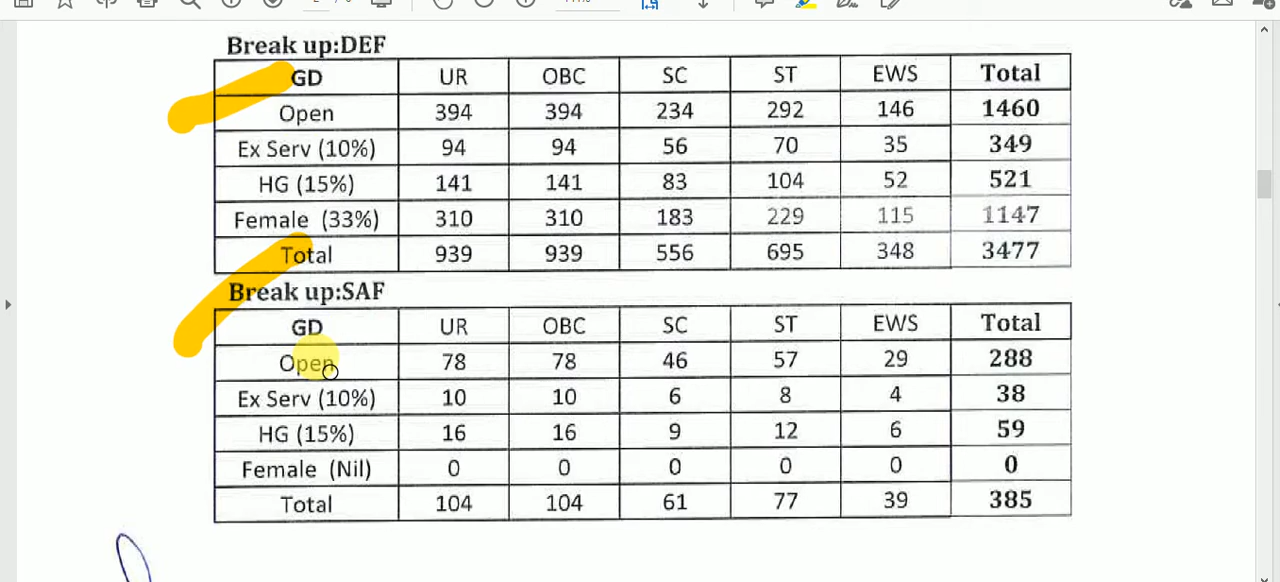 Break up:DEF
GD UR OBC SC ST EWS Total
Open 394 394 234 292 146 1460
Ex Serv (10%) 94 94 56 70 35 349
HG (15%) 141 141 83 104 52 521
Female (33%) 310 310 183 229 115 1147
Total 939 939 556 695 348 3477
Break up:SAF
GD UR OBC SC ST EWS Total
Open 78 78 46 57 29 288
Ex Serv (10%) 10 10 6 8 4 38
HG (15%) 16 16 9 12 6 59
Female (Nil) 0 0 0 0 0 0
Total 104 104 61 77 39 385